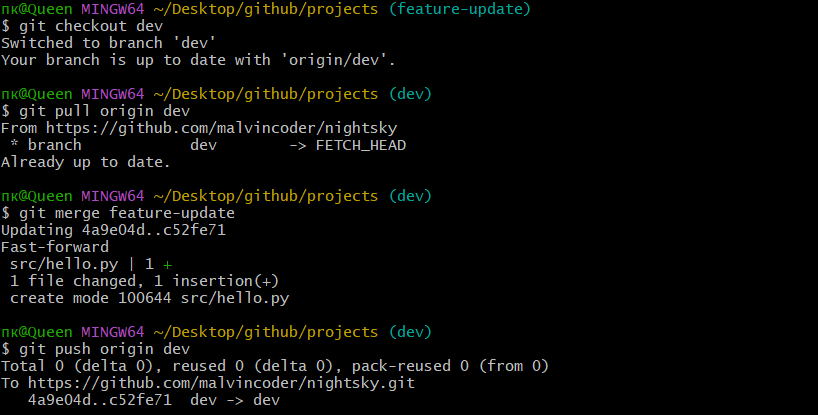 пк@Queen MINGW64 ~/Desktop/github/projects (feature-update)
$ git checkout dev
Switched to branch 'dev'
Your branch is up to date with 'origin/dev'.

пк@Queen MINGW64 ~/Desktop/github/projects (dev)
$ git pull origin dev
From https://github.com/malvincoder/nightsky
 * branch            dev        -> FETCH_HEAD
Already up to date.

пк@Queen MINGW64 ~/Desktop/github/projects (dev)
$ git merge feature-update
Updating 4a9e04d..c52fe71
Fast-forward
 src/hello.py | 1 +
 1 file changed, 1 insertion(+)
 create mode 100644 src/hello.py

пк@Queen MINGW64 ~/Desktop/github/projects (dev)
$ git push origin dev
Total 0 (delta 0), reused 0 (delta 0), pack-reused 0 (from 0)
To https://github.com/malvincoder/nightsky.git
   4a9e04d..c52fe71  dev -> dev